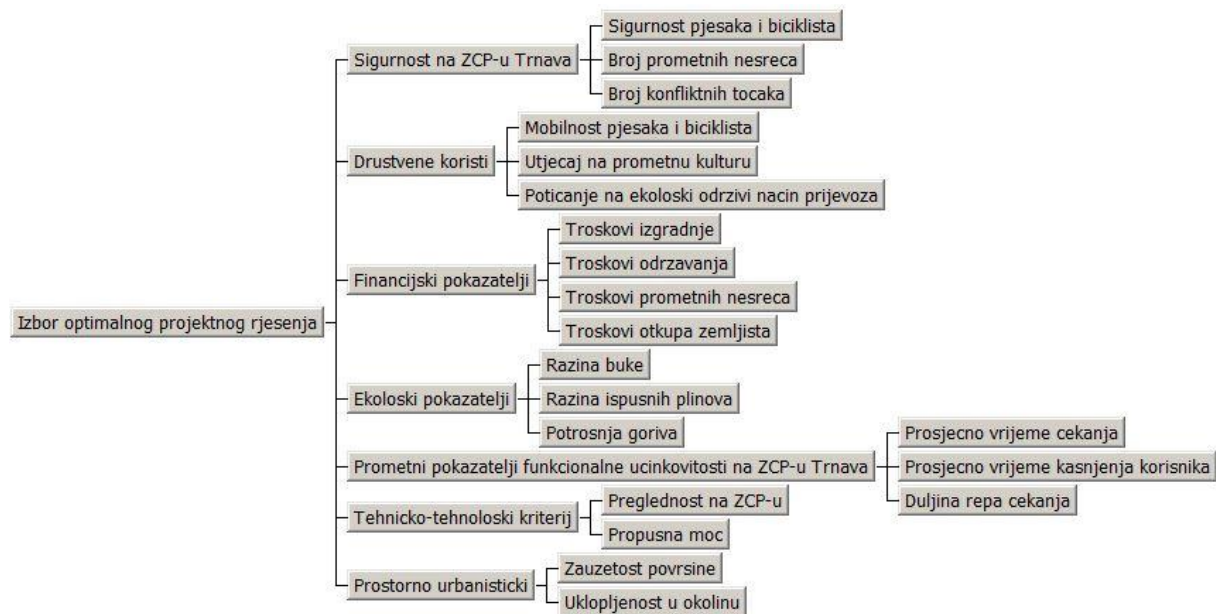 Izbor optimalnog projektnog rjesenja
Sigurnost na ZCP-u Trnava
Sigurnost pjesaka i biciklista
Broj prometnih nesreca
Broj konfliktnih tocaka
Drustvene koristi
Mobilnost pjesaka i biciklista
Utjecaj na prometnu kulturu
Poticanje na ekoloski odrzivi nacin prijevoza
Financijski pokazatelji
Troskovi izgradnje
Troskovi odrzavanja
Troskovi prometnih nesreca
Troskovi otkupa zemljista
Ekoloski pokazatelji
Razina buke
Razina ispusnih plinova
Potrosnja goriva
Prometni pokazatelji funkcionalne ucinkovitosti na ZCP-u Trnava
Prosjecno vrijeme cekanja
Prosjecno vrijeme kasnjenja korisnika
Duljina repa cekanja
Tehnicko-tehnoloski kriterij
Preglednost na ZCP-u
Propusna moc
Prostorno urbanisticki
Zauzetost povrsine
Uklopljenost u okolinu